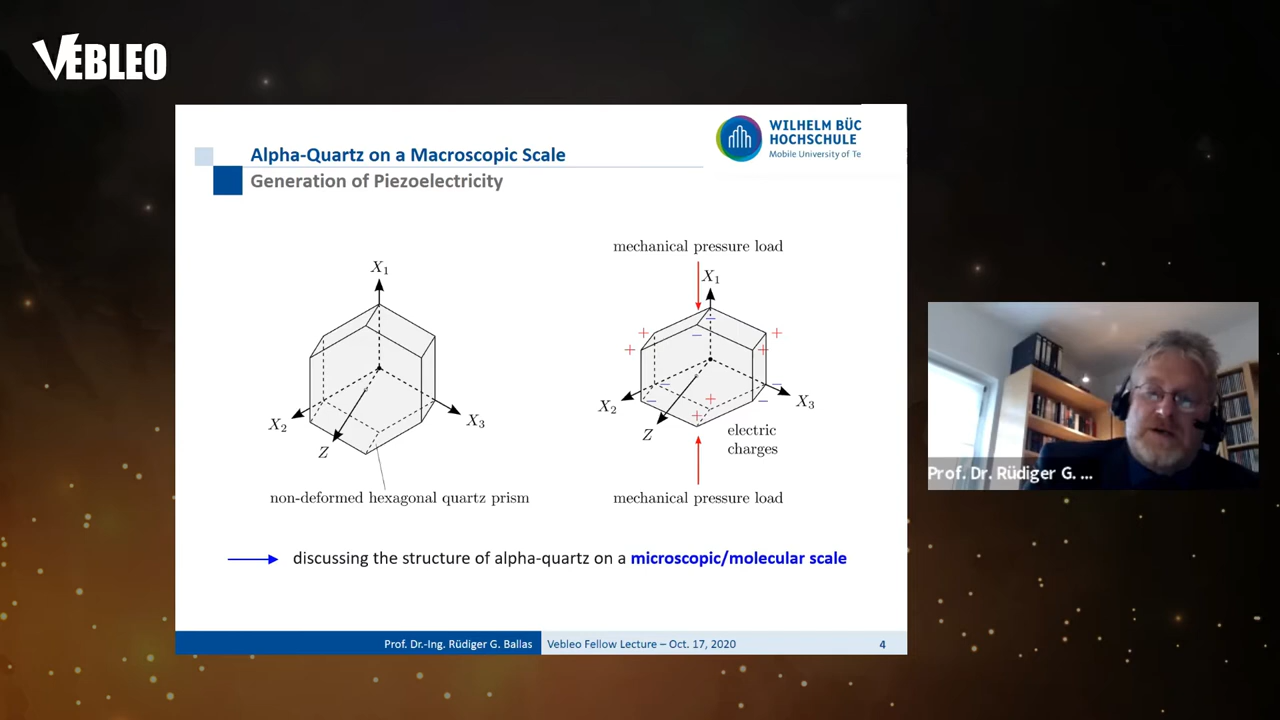 VEBLEO
WILHELM BÜC
HOCHSCHULE
Mobile University of Te
Alpha-Quartz on a Macroscopic Scale
Generation of Piezoelectricity
X1
X2
X3
Z
non-deformed hexagonal quartz prism
mechanical pressure load
X1
+
−
+
+
−
+
−
−
+
−
+
−
X2
X3
Z
electric
charges
mechanical pressure load
discussing the structure of alpha-quartz on a microscopic/molecular scale
Prof. Dr.-Ing. Rüdiger G. Ballas
Vebleo Fellow Lecture – Oct. 17, 2020
4
Prof. Dr. Rüdiger G. ...